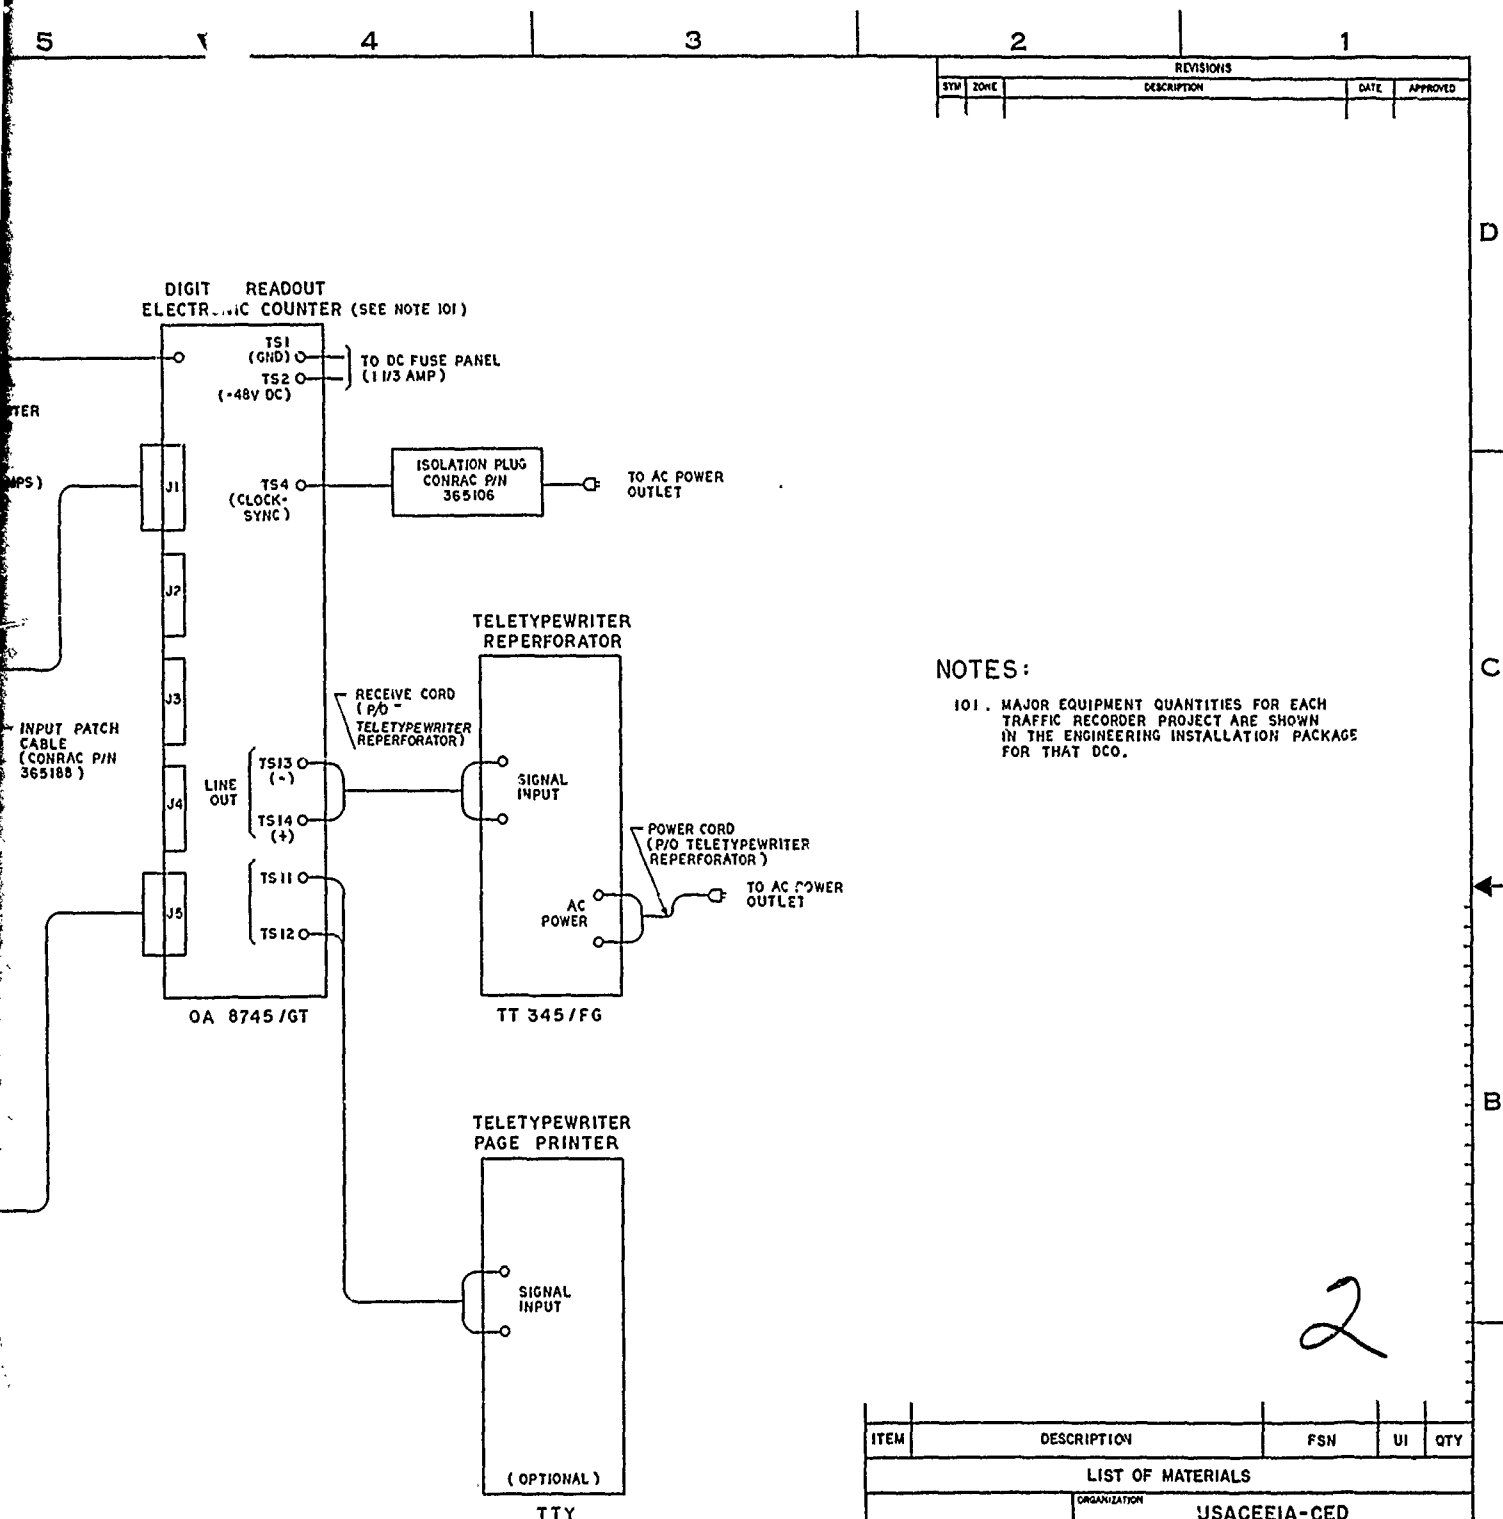 5 4 3 2 1
REVISIONS
SYM ZONE DESCRIPTION DATE APPROVED
D
DIGIT READOUT
COUNTER (SEE NOTE 101)
TS1
(GND)
TS2
(-48V DC)
TO DC FUSE PANEL
(1 1/3 AMP)
J1
TS4
(CLOCK-
SYNC)
ISOLATION PLUG
CONRAC P/N
365106
TO AC POWER
OUTLET
J2
TELETYPEWRITER
REPERFORATOR
C
NOTES:
101. MAJOR EQUIPMENT QUANTITIES FOR EACH
TRAFFIC RECORDER PROJECT ARE SHOWN
IN THE ENGINEERING INSTALLATION PACKAGE
FOR THAT DCO.
J3
RECEIVE CORD
(P/O -
TELETYPEWRITER
REPERFORATOR)
INPUT PATCH
CABLE
(CONRAC P/N
365188)
J4
LINE
OUT
TS13
(-)
TS14
(+)
SIGNAL
INPUT
POWER CORD
(P/O TELETYPEWRITER
REPERFORATOR)
TO AC POWER
OUTLET
J5
TS11
TS12
AC
POWER
OA 8745/GT
TT 345/FG
B
TELETYPEWRITER
PAGE PRINTER
SIGNAL
INPUT
2
(OPTIONAL)
TTY
ITEM DESCRIPTION FSN UI QTY
LIST OF MATERIALS
ORGANIZATION
USACEEIA-CED